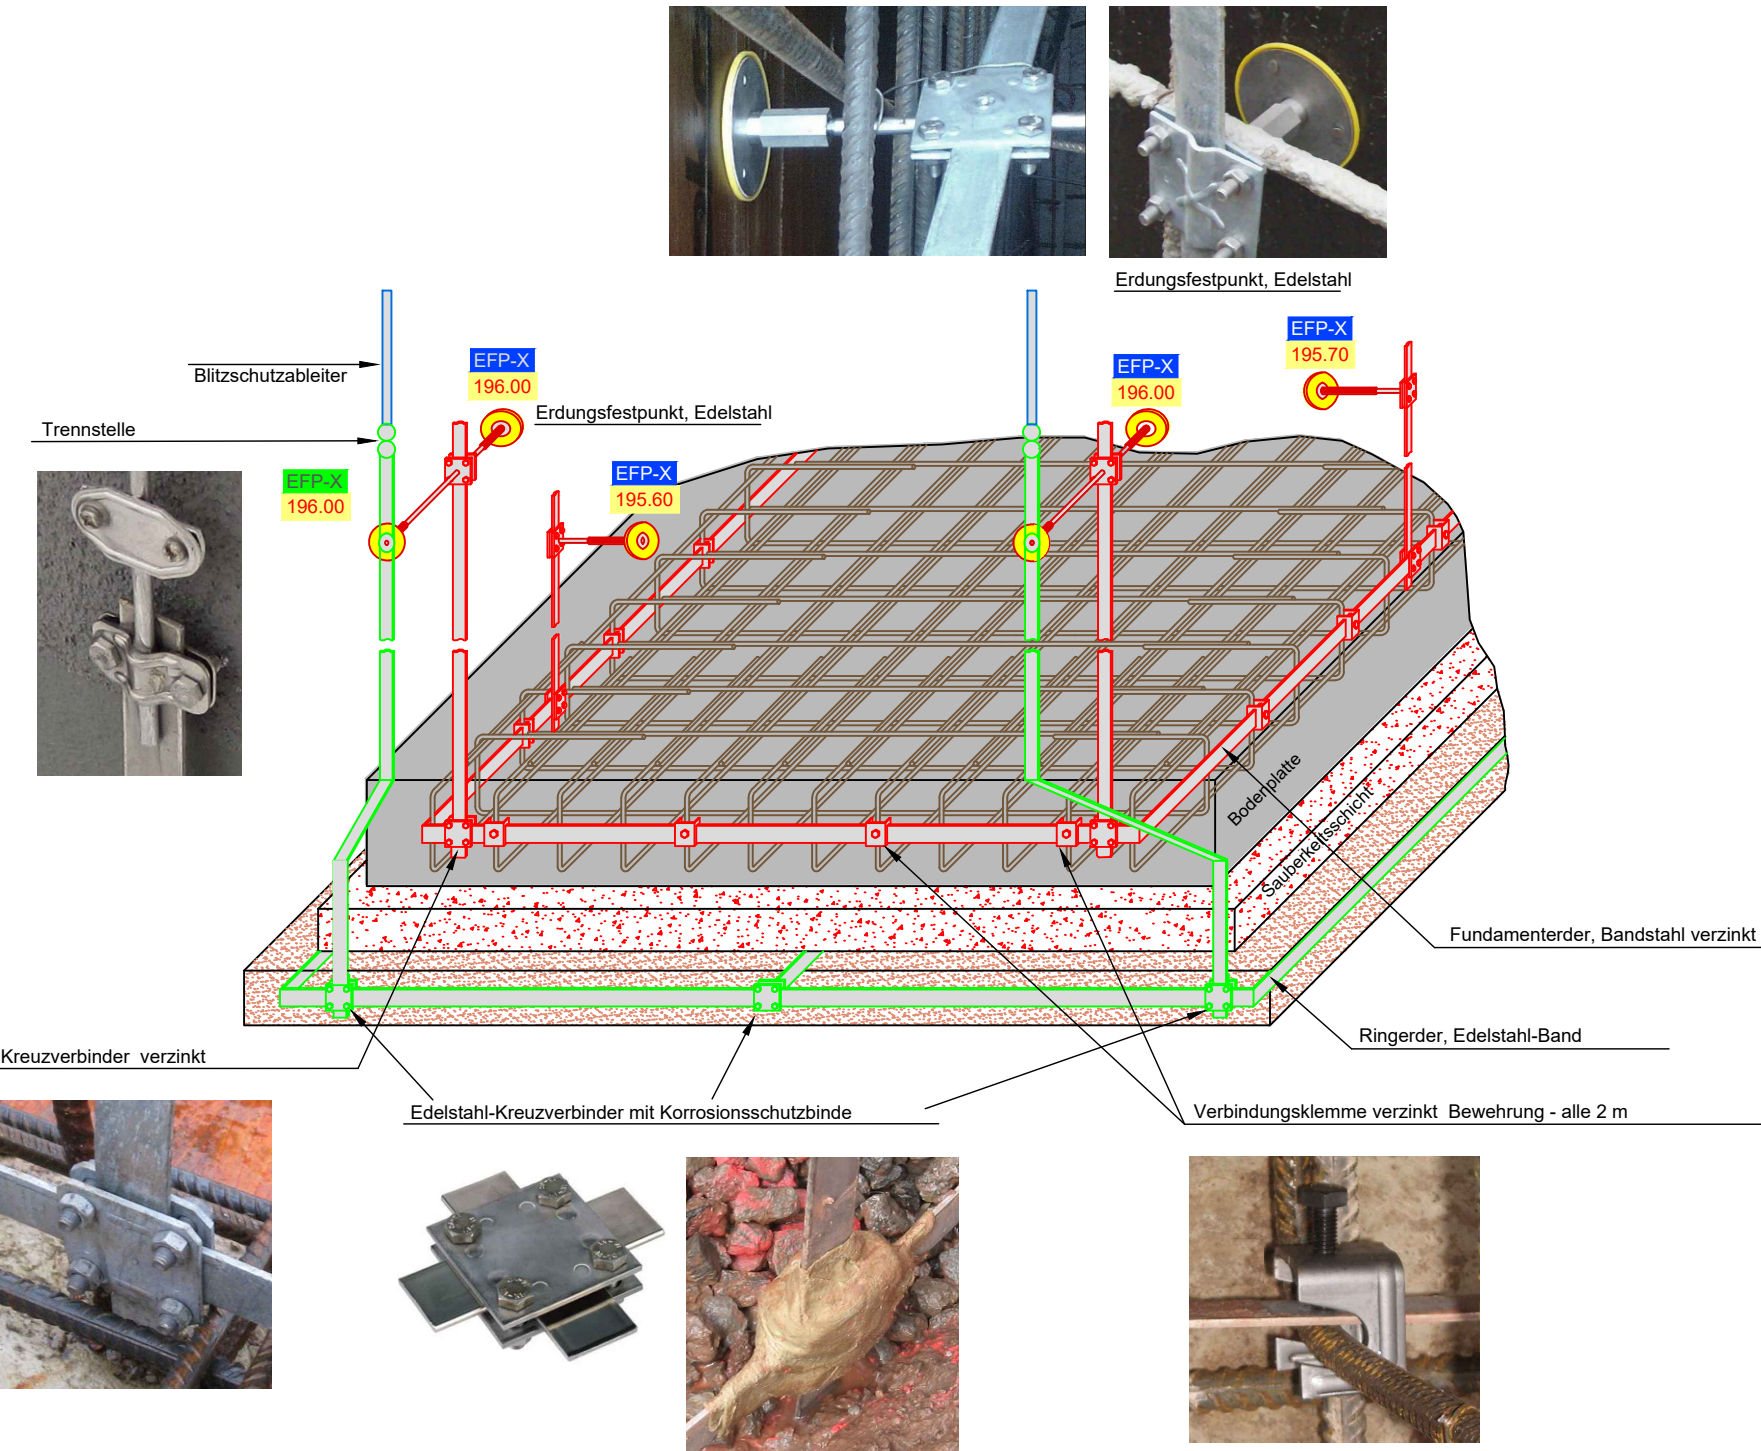 Erdungsfestpunkt, Edelstahl
EFP-X
195.70
EFP-X
196.00
EFP-X
196.00
Blitzschutzableiter
Erdungsfestpunkt, Edelstahl
Trennstelle
EFP-X
196.00
EFP-X
195.60
Bodenplatte
Sauberkeitsschicht
Fundamenterder, Bandstahl verzinkt
Ringerder, Edelstahl-Band
Kreuzverbinder verzinkt
Edelstahl-Kreuzverbinder mit Korrosionsschutzbinde
Verbindungsklemme verzinkt Bewehrung - alle 2 m